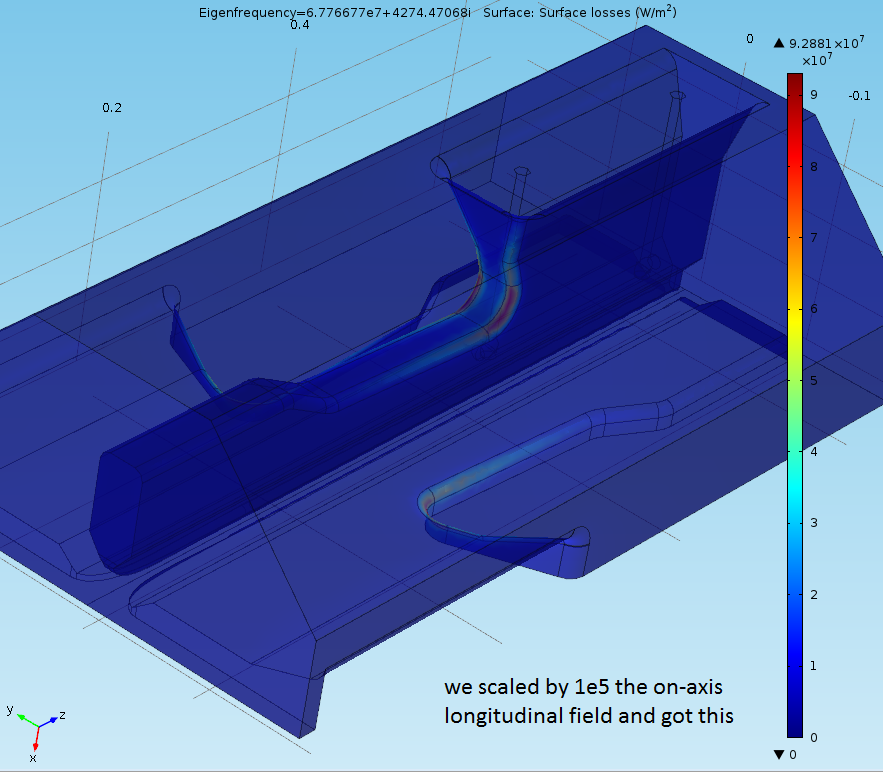 Eigenfrequency=6.776677e7+4274.47068i   Surface: Surface losses (W/m²)
0.4
0
▲ 9.2881×10⁷
×10⁷
0.2
-0.1
9
8
7
6
5
4
3
2
1
0
▼ 0
we scaled by 1e5 the on-axis
longitudinal field and got this
y
z
x